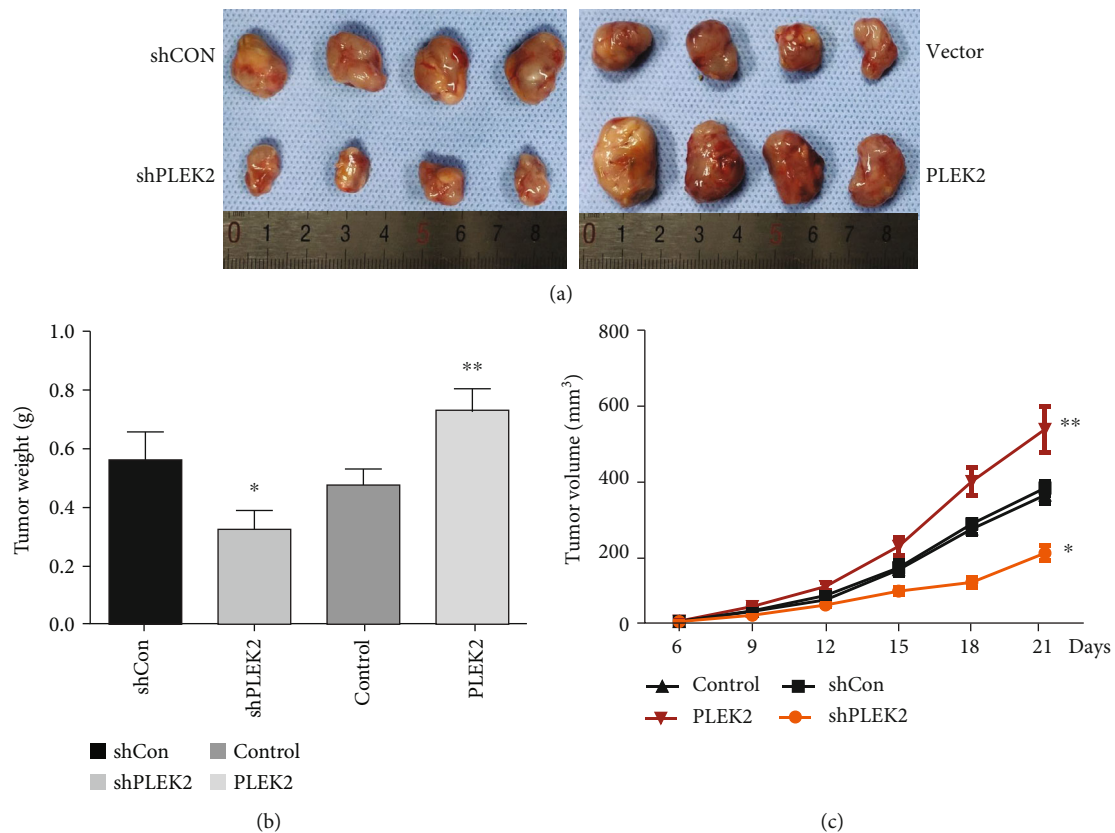 shCON
Vector
shPLEK2
PLEK2
0 1 2 3 4 5 6 7 8
0 1 2 3 4 5 6 7 8
(a)
Tumor weight (g)
1.0
0.8
0.6
0.4
0.2
0.0
*
**
shCon
shPLEK2
Control
PLEK2
shCon
Control
shPLEK2
PLEK2
(b)
Tumor volume (mm³)
800
600
400
200
0
**
*
6 9 12 15 18 21 Days
Control
shCon
PLEK2
shPLEK2
(c)